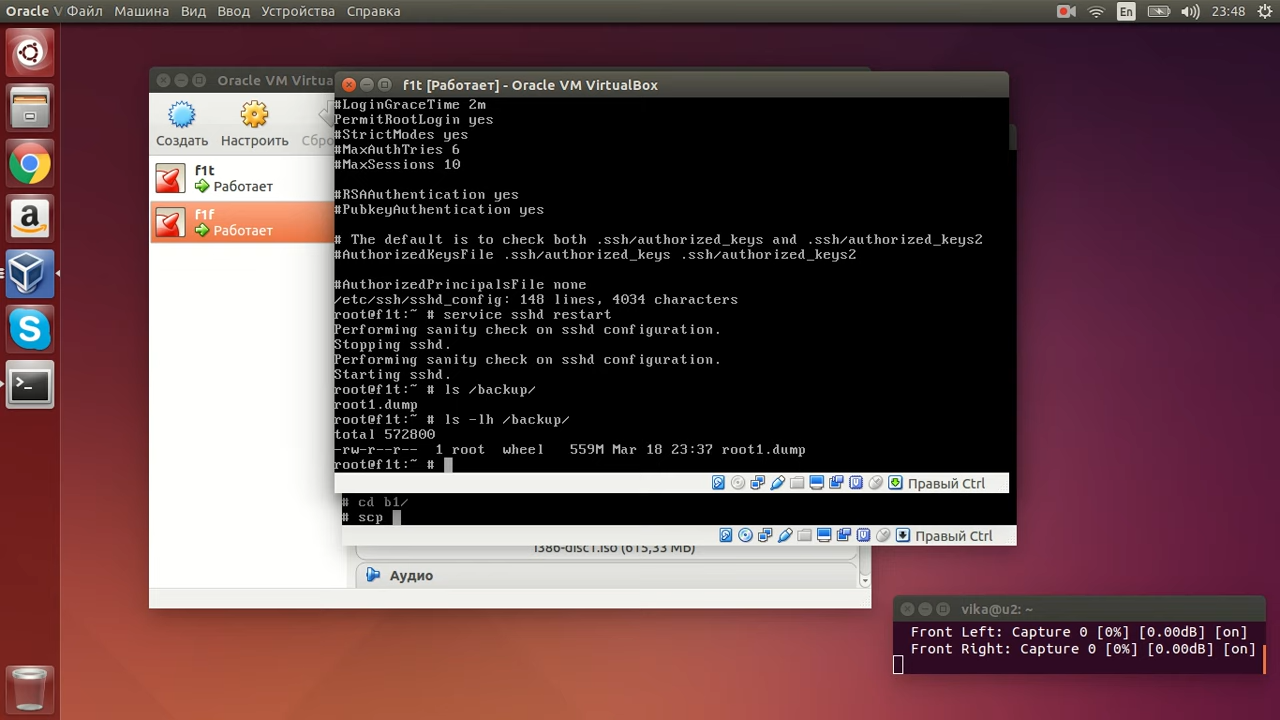 Oracle V Файл Машина Вид Ввод Устройства Справка En 23:48
Oracle VM Virtua
Создать Настроить Сбро
f1t
Работает
f1f
Работает
f1t [Работает] - Oracle VM VirtualBox
#LoginGraceTime 2m
PermitRootLogin yes
#StrictModes yes
#MaxAuthTries 6
#MaxSessions 10
#RSAAuthentication yes
#PubkeyAuthentication yes
# The default is to check both .ssh/authorized_keys and .ssh/authorized_keys2
#AuthorizedKeysFile .ssh/authorized_keys .ssh/authorized_keys2
#AuthorizedPrincipalsFile none
/etc/ssh/sshd_config: 148 lines, 4034 characters
root@f1t:~ # service sshd restart
Performing sanity check on sshd configuration.
Stopping sshd.
Performing sanity check on sshd configuration.
Starting sshd.
root@f1t:~ # ls /backup/
root1.dump
root@f1t:~ # ls -lh /backup/
total 572800
-rw-r--r-- 1 root wheel 559M Mar 18 23:37 root1.dump
root@f1t:~ #
Правый Ctrl
# cd b1/
# scp
Правый Ctrl
i386-disc1.iso (615,33 MB)
Аудио
vika@u2: ~
Front Left: Capture 0 [0%] [0.00dB] [on]
Front Right: Capture 0 [0%] [0.00dB] [on]